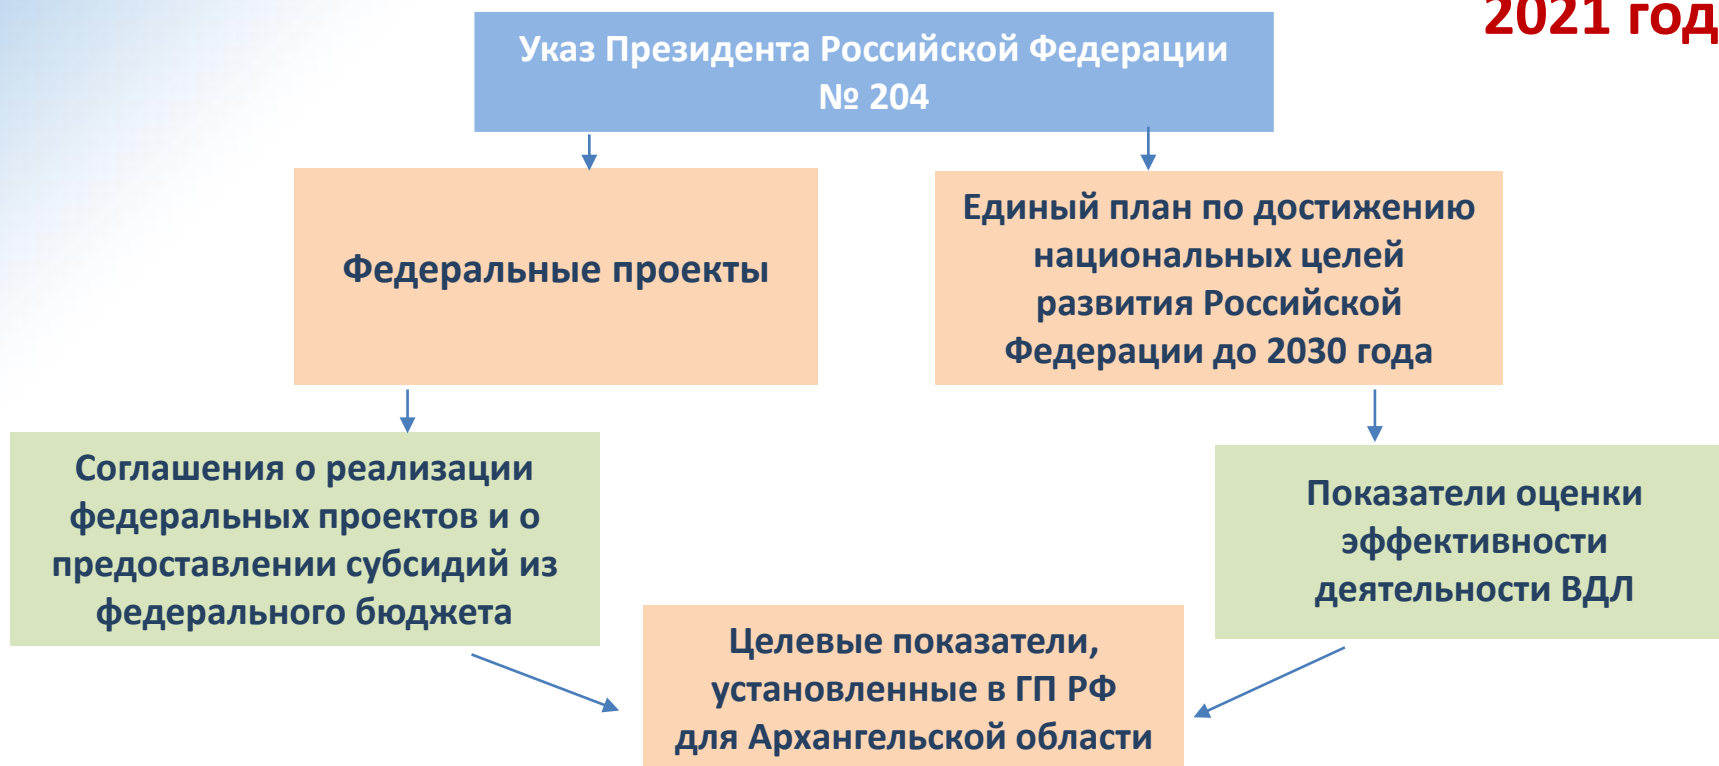 2021 год
Указ Президента Российской Федерации
№ 204
Федеральные проекты
Единый план по достижению
национальных целей
развития Российской
Федерации до 2030 года
Соглашения о реализации
федеральных проектов и о
предоставлении субсидий из
федерального бюджета
Показатели оценки
эффективности
деятельности ВДЛ
Целевые показатели,
установленные в ГП РФ
для Архангельской области